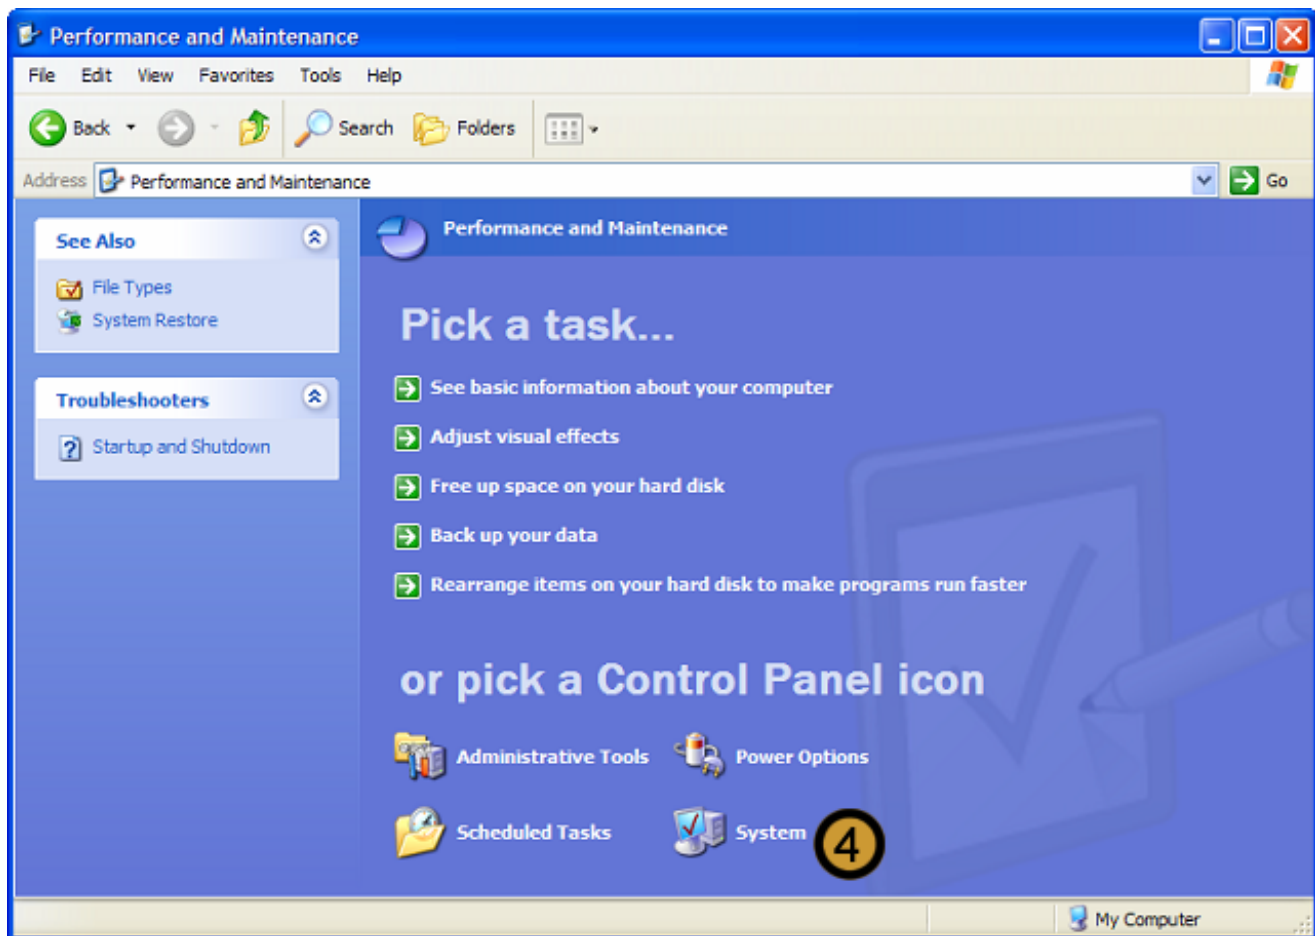 Performance and Maintenance
File Edit View Favorites Tools Help
Back Search Folders
Address Performance and Maintenance Go
See Also
File Types
System Restore
Troubleshooters
Startup and Shutdown
Performance and Maintenance
Pick a task...
See basic information about your computer
Adjust visual effects
Free up space on your hard disk
Back up your data
Rearrange items on your hard disk to make programs run faster
or pick a Control Panel icon
Administrative Tools Power Options
Scheduled Tasks System 4
My Computer